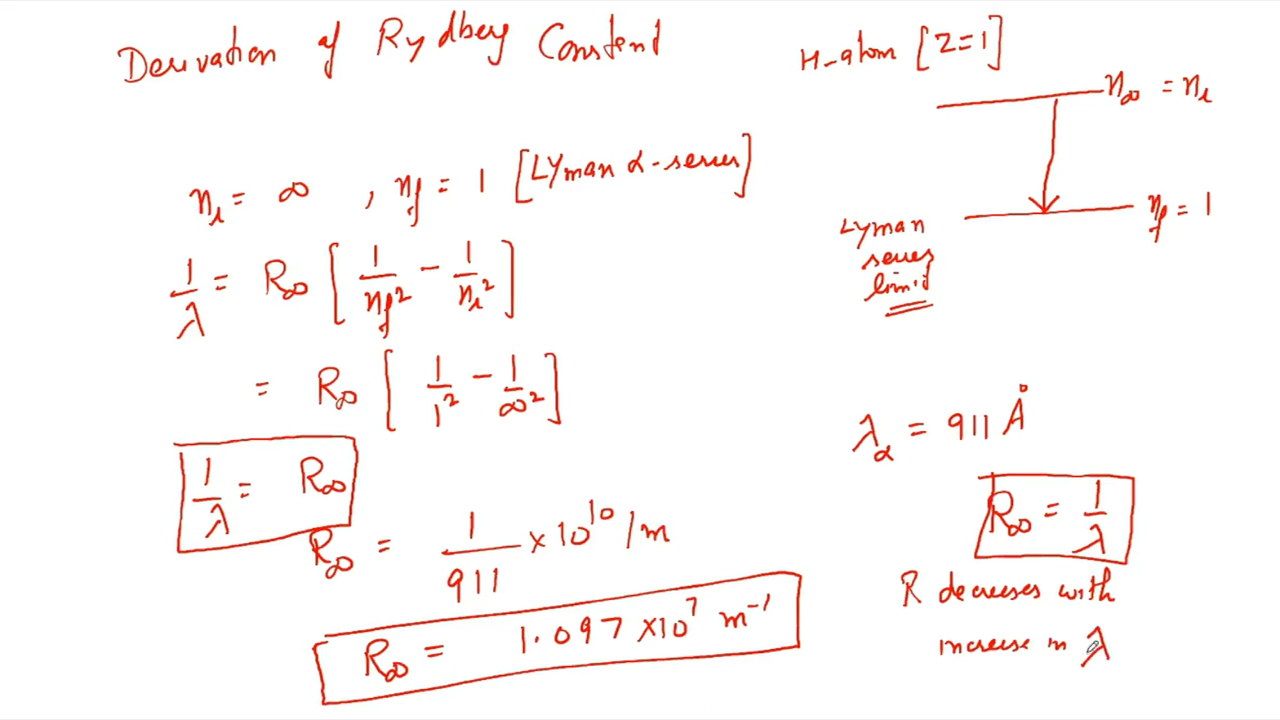 Derivation of Rydberg Constent
H-atom [Z=1]
n∞ = ni
ni = ∞ , nf = 1 [LYman α-series]
nf = 1
Lyman
series
limit
1/λ = R∞ [1/nf² - 1/ni²]
= R∞ [1/1² - 1/∞²]
1/λ = R∞
λα = 911 Å
R∞ = 1/λ
R∞ = 1/911 × 10¹⁰ /m
R∞ = 1.097 ×10⁷ m⁻¹
R decreases with
increase in λ